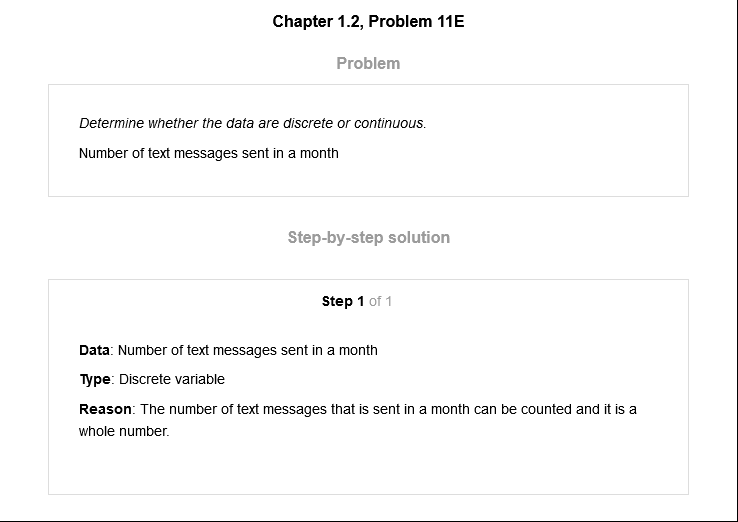 Chapter 1.2, Problem 11E
Problem
Determine whether the data are discrete or continuous.
Number of text messages sent in a month
Step-by-step solution
Step 1 of 1
Data: Number of text messages sent in a month
Type: Discrete variable
Reason: The number of text messages that is sent in a month can be counted and it is a
whole number.